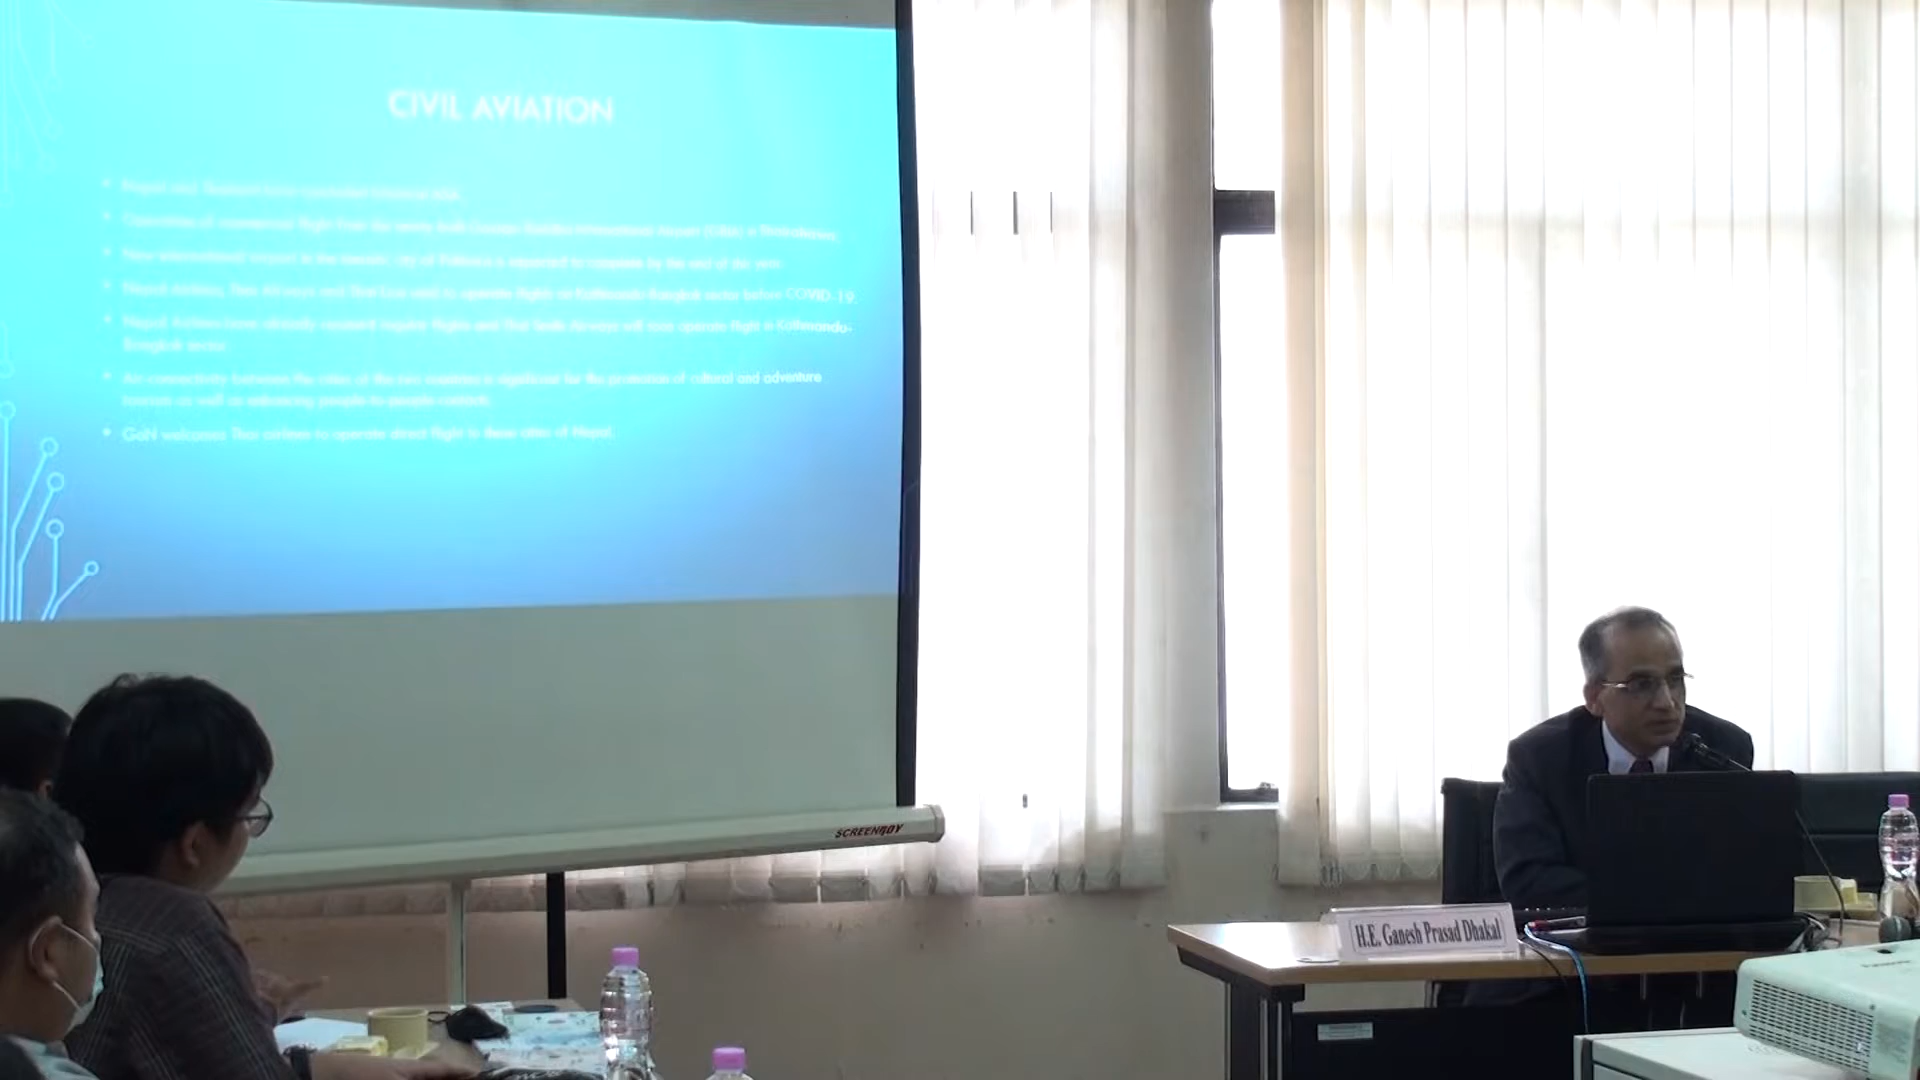 CIVIL AVIATION
Nepal and Thailand have
Operation of commercial flight from the newly built Gautam Buddha International Airport (GBIA) in
New international airport in the city of Pokhara is expected to complete by the end of this year.
Nepal Airlines, Thai Airways and Thai Lion used to operate flights on Kathmandu-Bangkok sector before COVID-19.
Nepal Airlines have already resumed regular flights and Thai Smile Airways will soon operate flight in Kathmandu-
Bangkok sector.
Air connectivity between the cities of the two countries is significant for the promotion of cultural and adventure
tourism as well as enhancing people-to-people contacts.
GoN welcomes Thai airlines to operate direct flight to these cities of Nepal.
SCREENBOY
H.E. Ganesh Prasad Dhakal
Panasonic